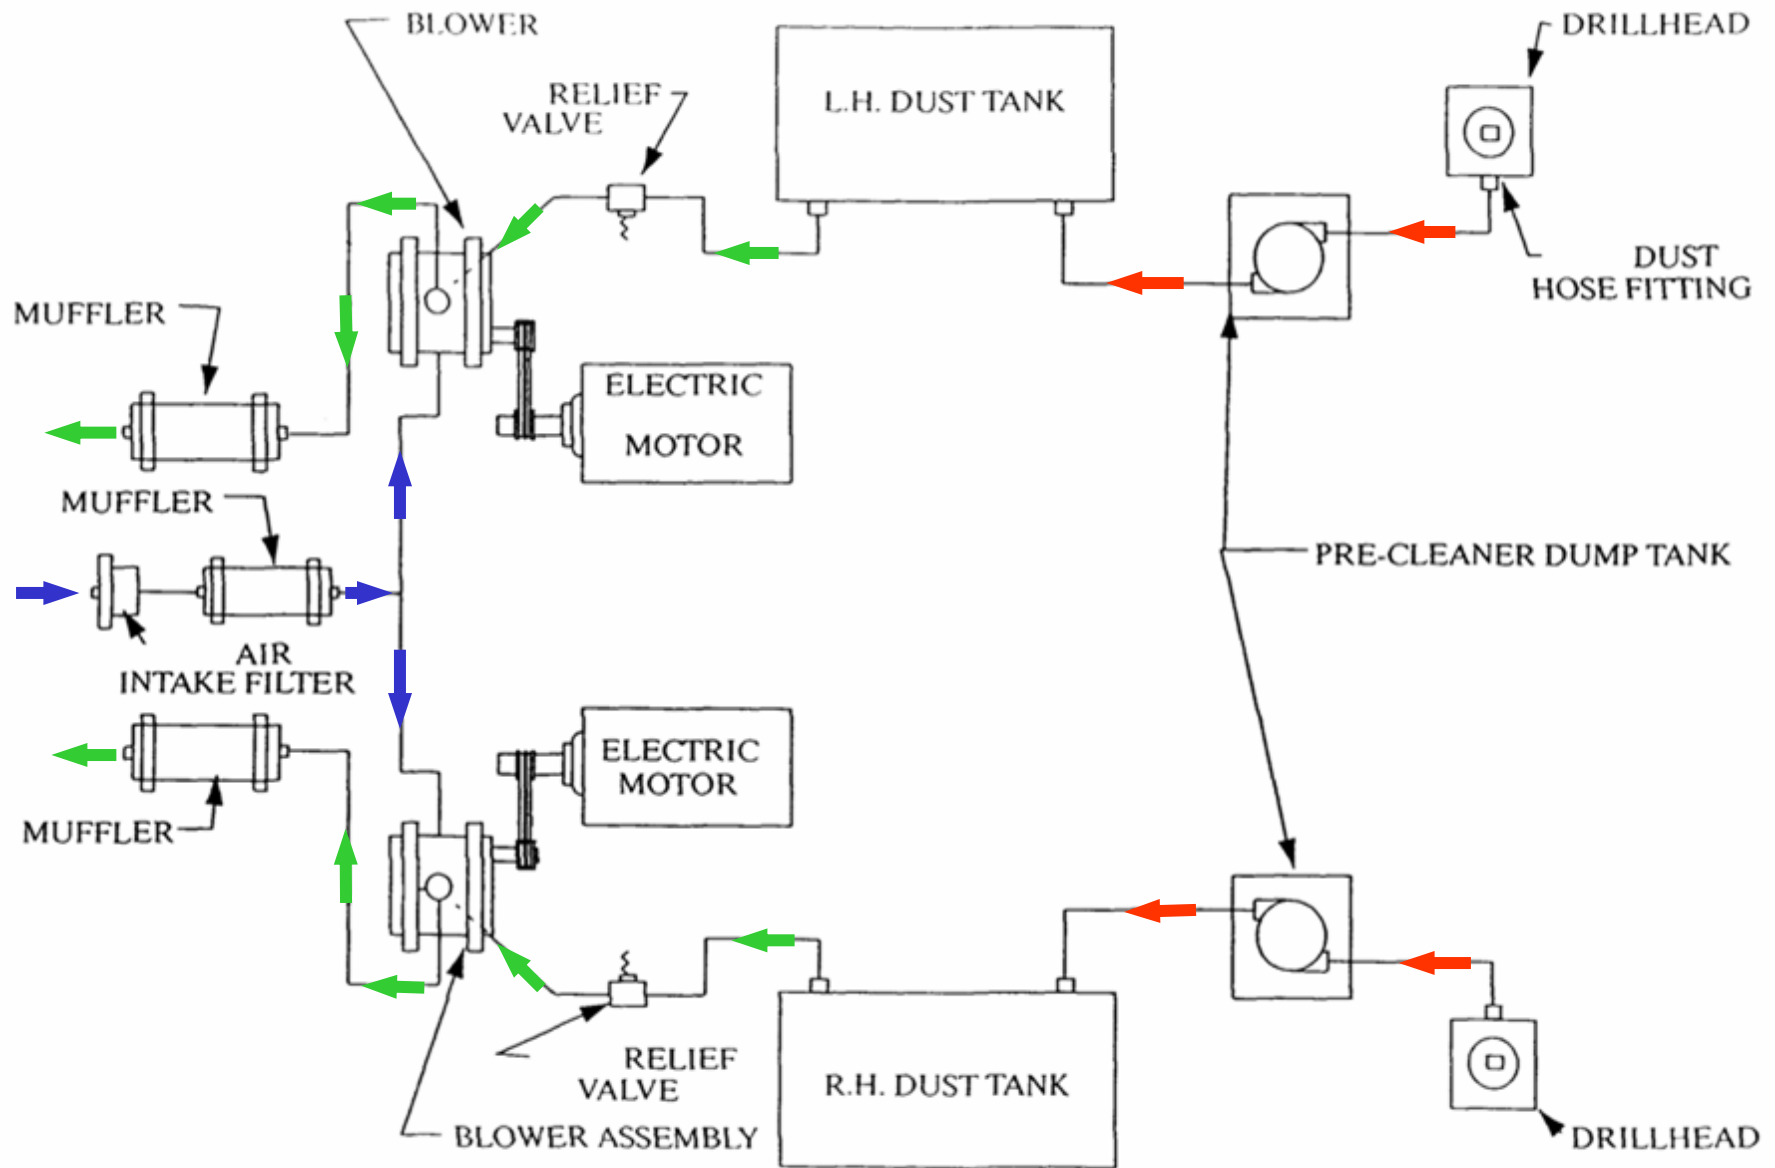 BLOWER
DRILLHEAD
RELIEF
VALVE
L.H. DUST TANK
DUST
HOSE FITTING
MUFFLER
ELECTRIC
MOTOR
MUFFLER
PRE-CLEANER DUMP TANK
AIR
INTAKE FILTER
ELECTRIC
MOTOR
MUFFLER
RELIEF
VALVE
R.H. DUST TANK
BLOWER ASSEMBLY
DRILLHEAD